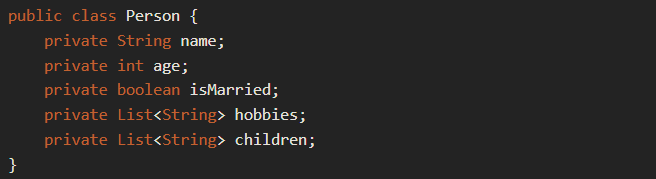 public class Person {
    private String name;
    private int age;
    private boolean isMarried;
    private List<String> hobbies;
    private List<String> children;
}